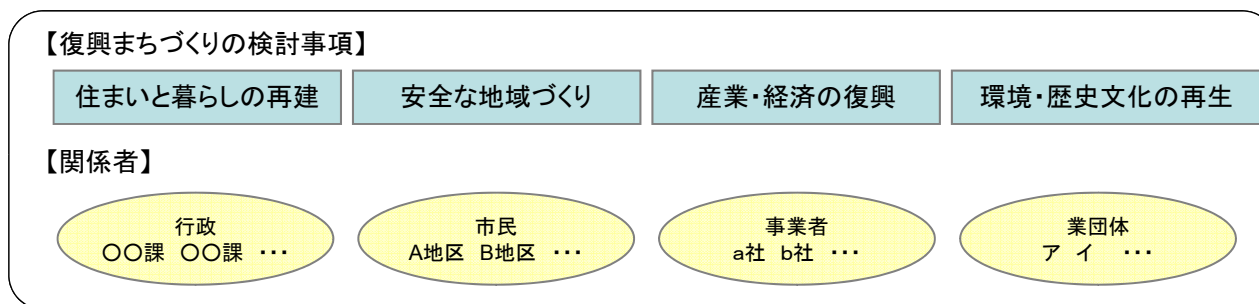 【復興まちづくりの検討事項】
住まいと暮らしの再建 安全な地域づくり 産業・経済の復興 環境・歴史文化の再生
【関係者】
行政 市民 事業者 業団体
〇〇課 〇〇課 ・・・ A地区 B地区 ・・・ a社 b社 ・・・ ア イ ・・・